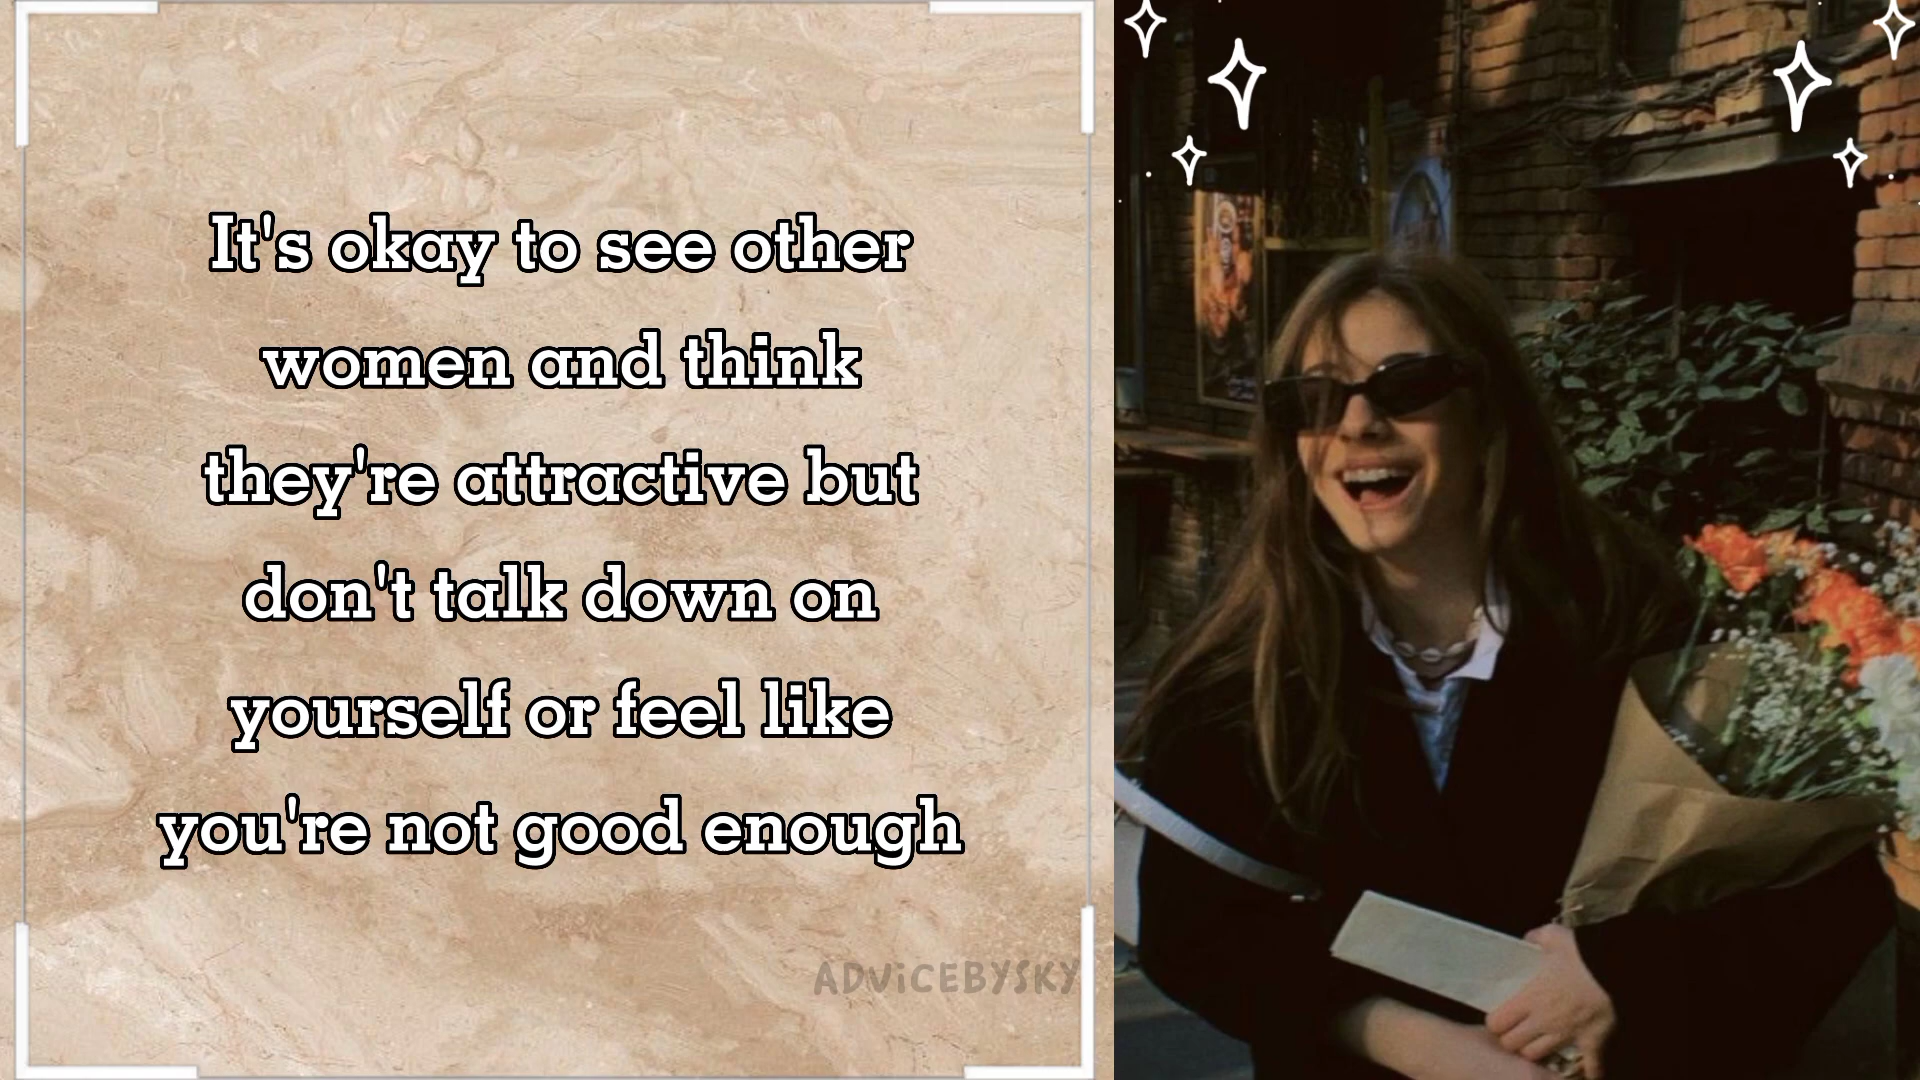 It's okay to see other
women and think
they're attractive but
don't talk down on
yourself or feel like
you're not good enough
ADViCEBYSKY